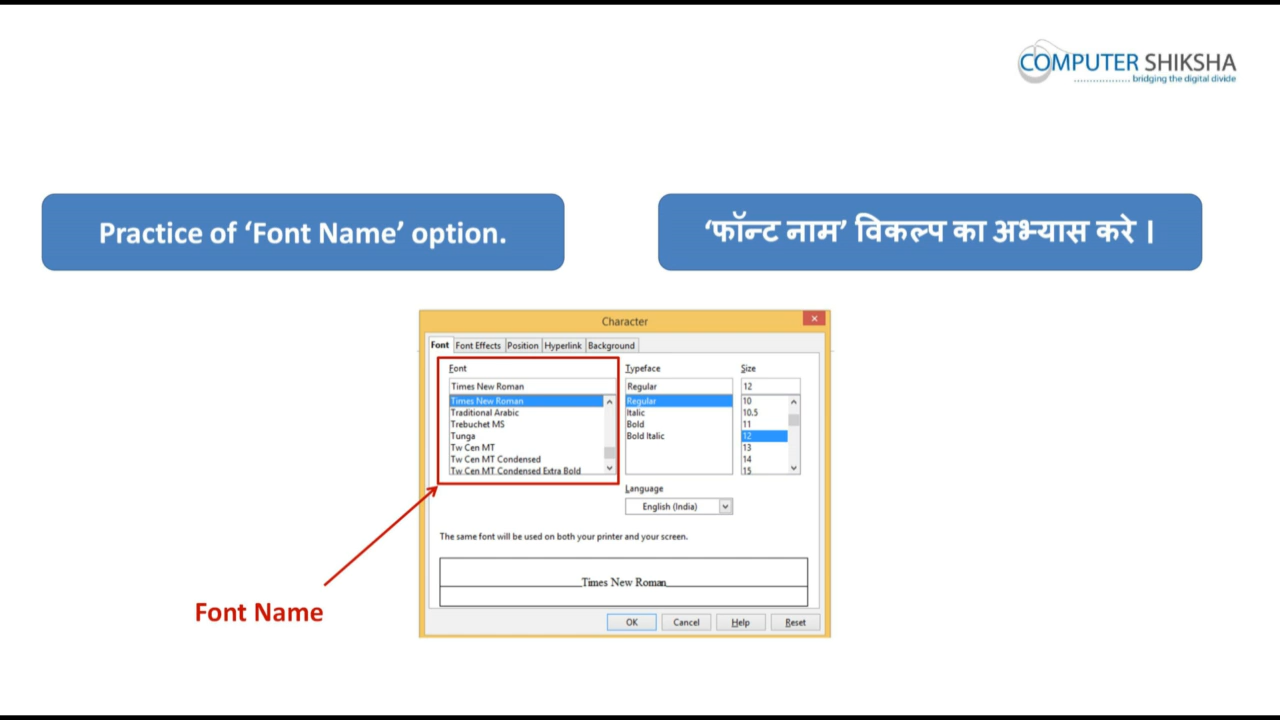 COMPUTER SHIKSHA
.................. bridging the digital divide
Practice of ‘Font Name’ option.
‘फॉन्ट नाम’ विकल्प का अभ्यास करे ।
Character
Font Font Effects Position Hyperlink Background
Font Typeface Size
Times New Roman Regular 12
Times New Roman Regular 10
Traditional Arabic Italic 10.5
Trebuchet MS Bold 11
Tunga Bold Italic 12
Tw Cen MT 13
Tw Cen MT Condensed 14
Tw Cen MT Condensed Extra Bold 15
Language
English (India)
The same font will be used on both your printer and your screen.
Times New Roman
Font Name
OK Cancel Help Reset